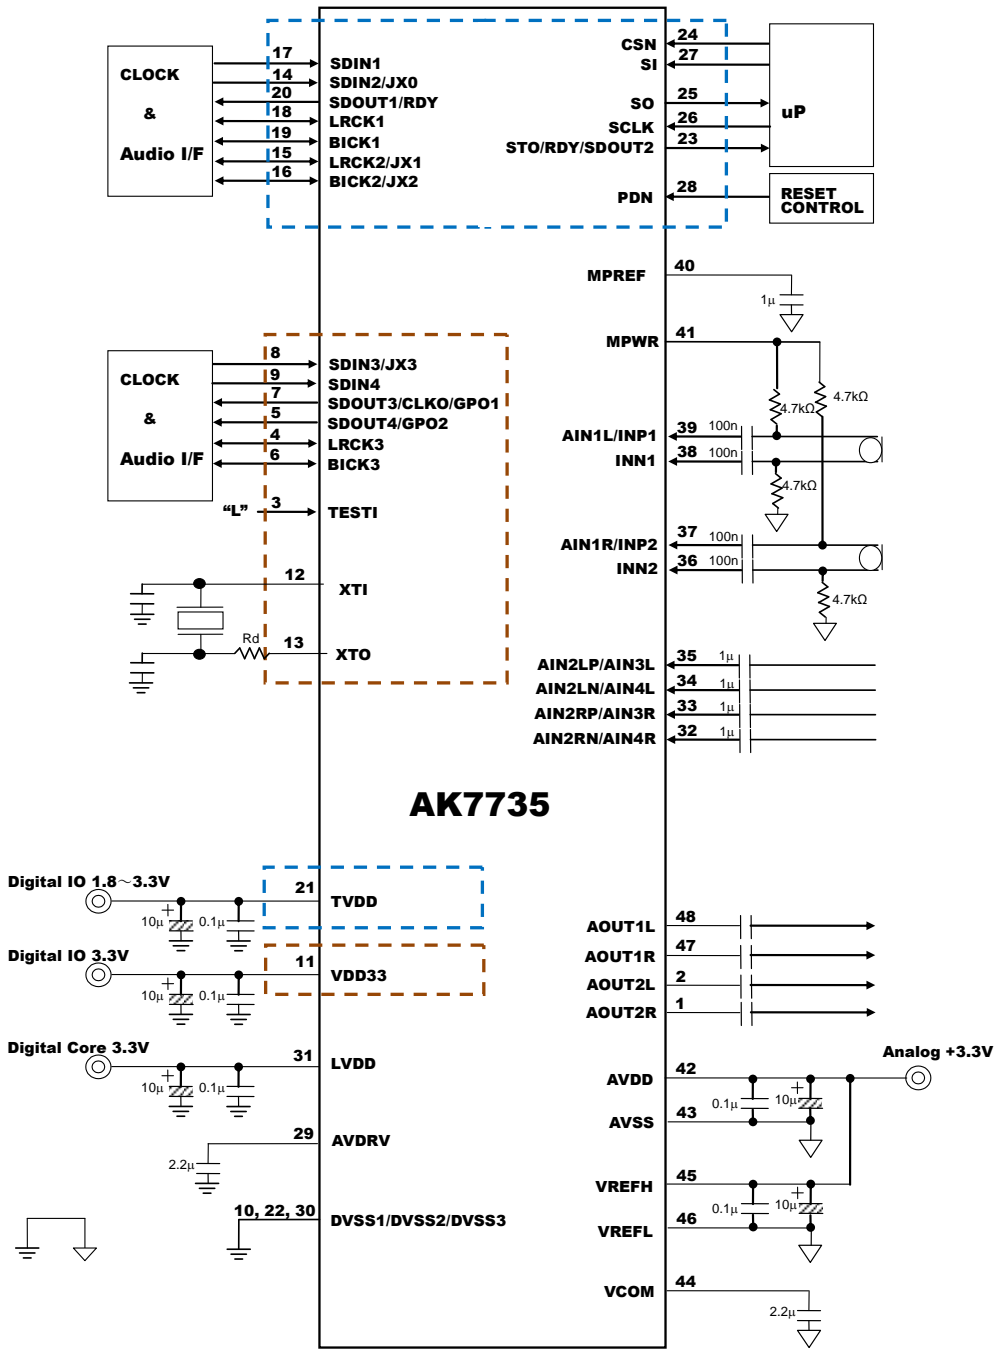 CLOCK
&
Audio I/F
17 SDIN1
14 SDIN2/JX0
20 SDOUT1/RDY
18 LRCK1
19 BICK1
15 LRCK2/JX1
16 BICK2/JX2
CSN 24
SI 27
SO 25
SCLK 26
STO/RDY/SDOUT2 23
uP
PDN 28
RESET
CONTROL
MPREF 40
1μ
MPWR 41
4.7kΩ
4.7kΩ
AIN1L/INP1 39 100n
INN1 38 100n
4.7kΩ
AIN1R/INP2 37 100n
INN2 36 100n
4.7kΩ
CLOCK
&
Audio I/F
8 SDIN3/JX3
9 SDIN4
7 SDOUT3/CLKO/GPO1
5 SDOUT4/GPO2
4 LRCK3
6 BICK3
“L” 3 TESTI
12 XTI
Rd 13 XTO
AIN2LP/AIN3L 35 1μ
AIN2LN/AIN4L 34 1μ
AIN2RP/AIN3R 33 1μ
AIN2RN/AIN4R 32 1μ
AK7735
Digital IO 1.8～3.3V
21 TVDD
+
10μ 0.1μ
Digital IO 3.3V
11 VDD33
+
10μ 0.1μ
Digital Core 3.3V
31 LVDD
+
10μ 0.1μ
29 AVDRV
2.2μ
10, 22, 30 DVSS1/DVSS2/DVSS3
AOUT1L 48
AOUT1R 47
AOUT2L 2
AOUT2R 1
Analog +3.3V
AVDD 42
+
0.1μ 10μ
AVSS 43
VREFH 45
+
0.1μ 10μ
VREFL 46
VCOM 44
2.2μ